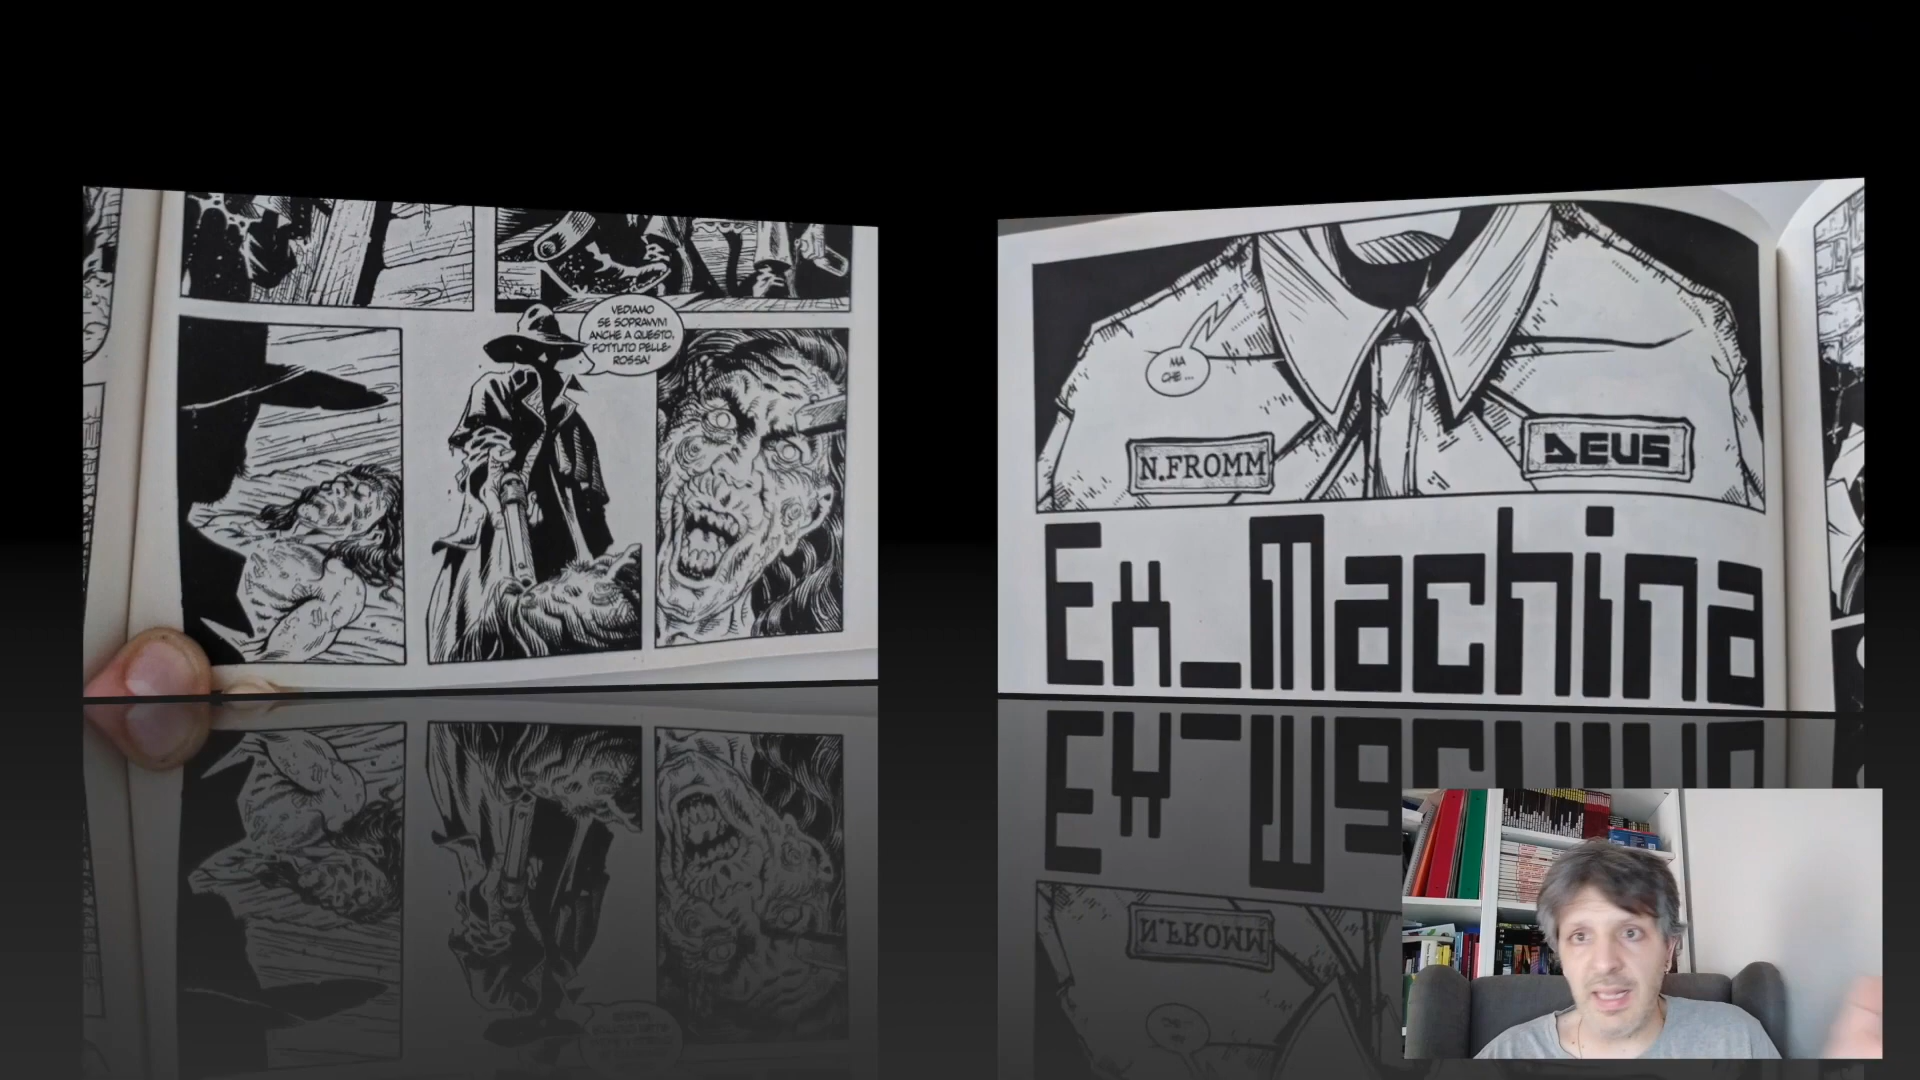 VEDIAMO
SE SOPRAVVIVI
ANCHE A QUESTO,
FOTTUTO PELLE-
ROSSA!
MA
CHE...
N.FROMM
DEUS
Ex_Machina